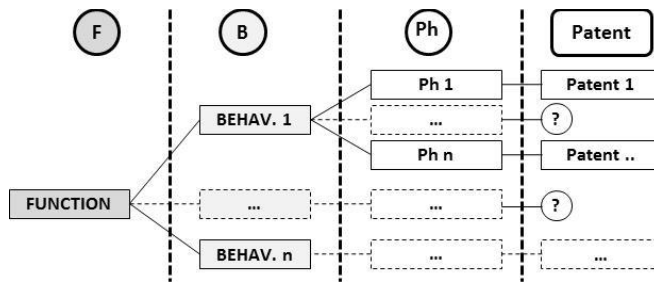 F B Ph Patent
Ph 1 Patent 1
BEHAV. 1 ... ?
Ph n Patent ..
FUNCTION ... ... ?
BEHAV. n ... ...